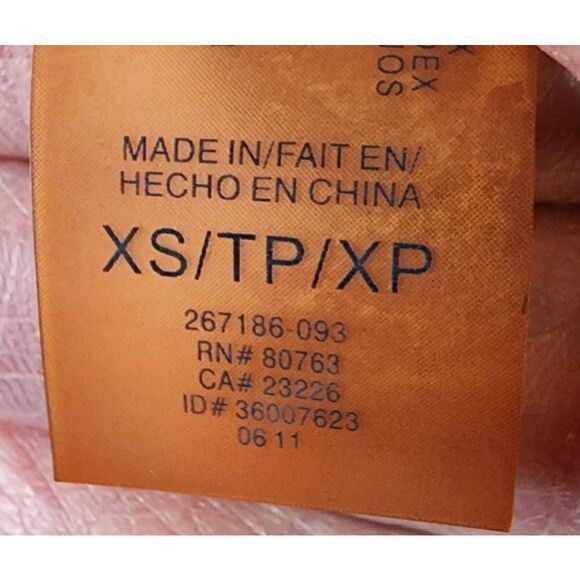 MADE IN/FAIT EN/
HECHO EN CHINA
XS/TP/XP
267186-093
RN# 80763
CA# 23226
ID# 36007623
06 11